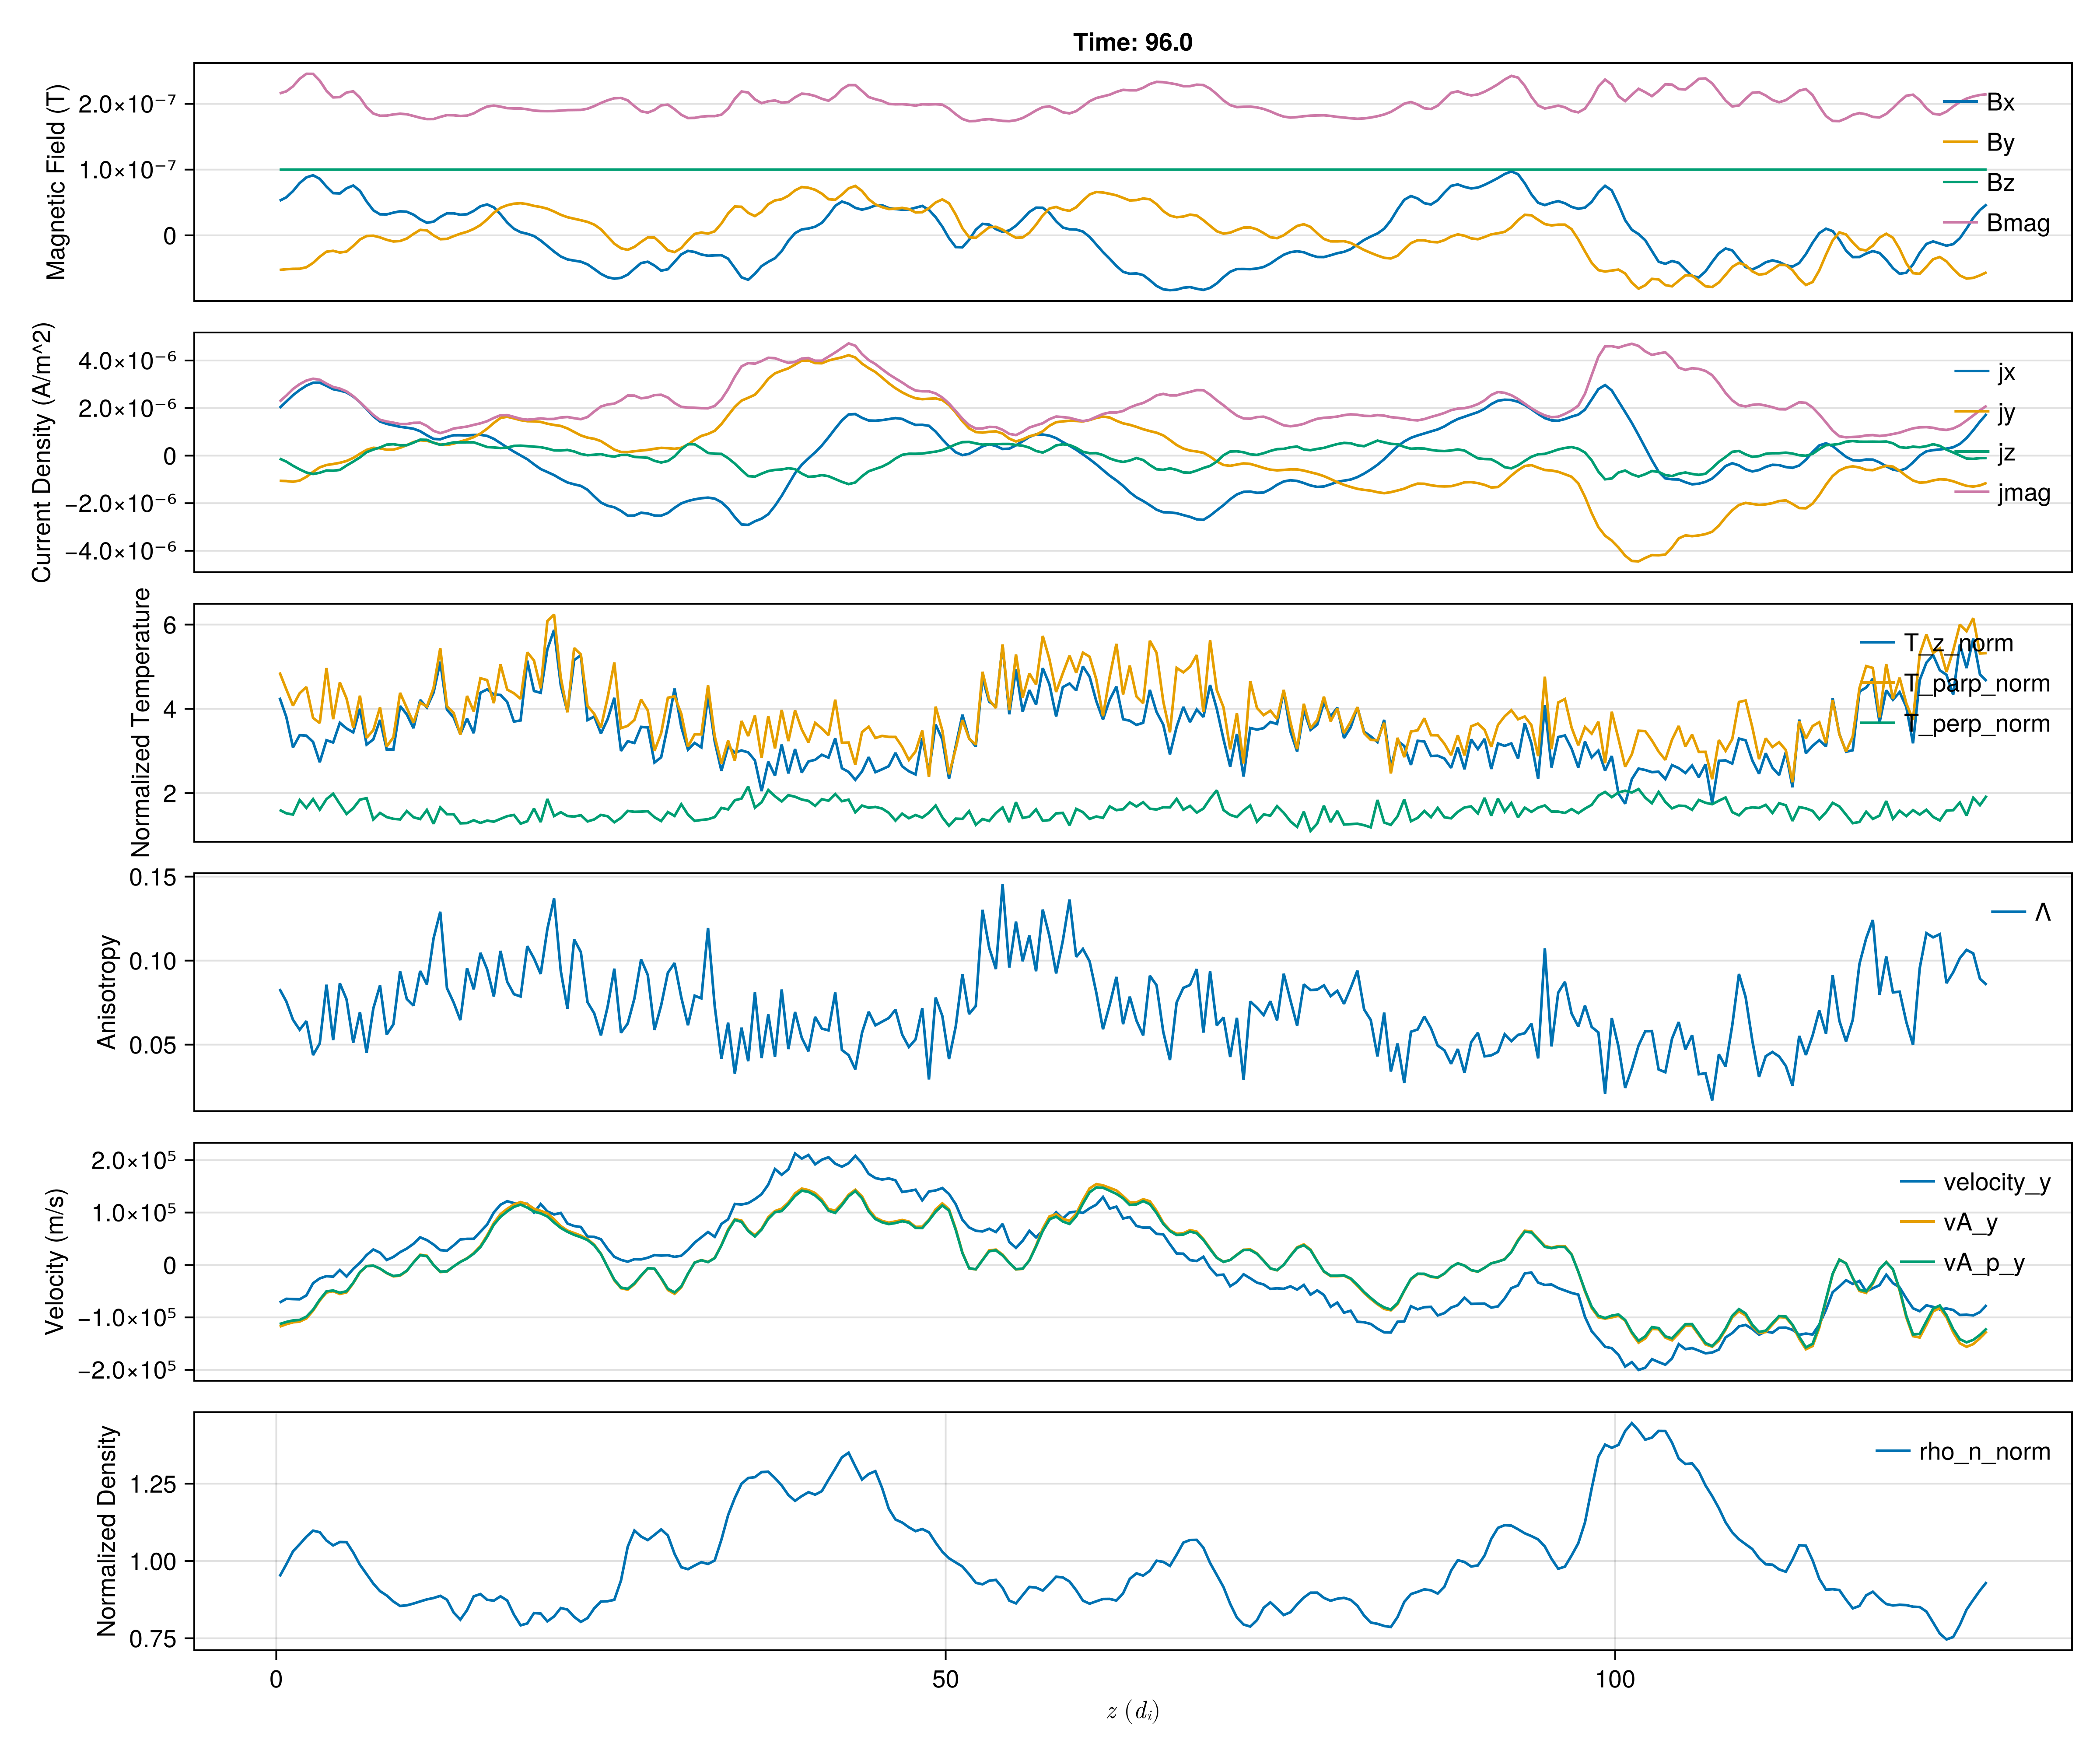 Time: 96.0
Magnetic Field (T)
2.0×10⁻⁷
1.0×10⁻⁷
0
Bx
By
Bz
Bmag
Current Density (A/m^2)
4.0×10⁻⁶
2.0×10⁻⁶
0
−2.0×10⁻⁶
−4.0×10⁻⁶
jx
jy
jz
jmag
Normalized Temperature
6
4
2
T_z_norm
T_parp_norm
T_perp_norm
Anisotropy
0.15
0.10
0.05
Λ
Velocity (m/s)
2.0×10⁵
1.0×10⁵
0
−1.0×10⁵
−2.0×10⁵
velocity_y
vA_y
vA_p_y
Normalized Density
1.25
1.00
0.75
rho_n_norm
0 50 100
z (dᵢ)